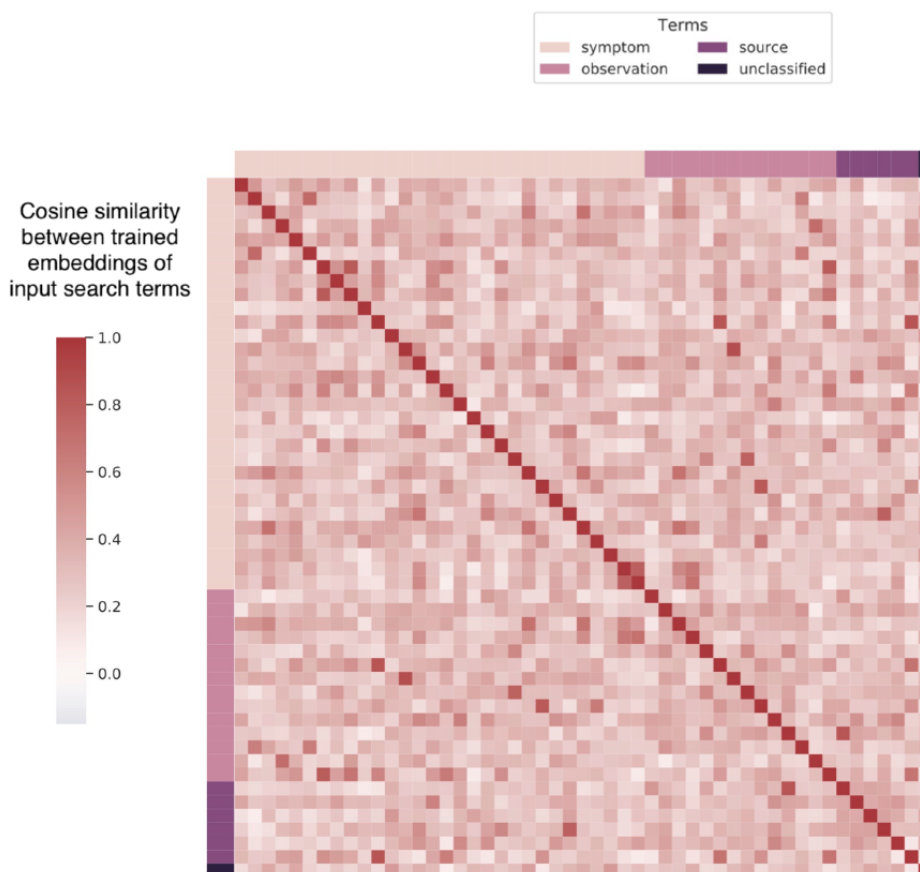 Terms
symptom
source
observation
unclassified
Cosine similarity
between trained
embeddings of
input search terms
1.0
0.8
0.6
0.4
0.2
0.0